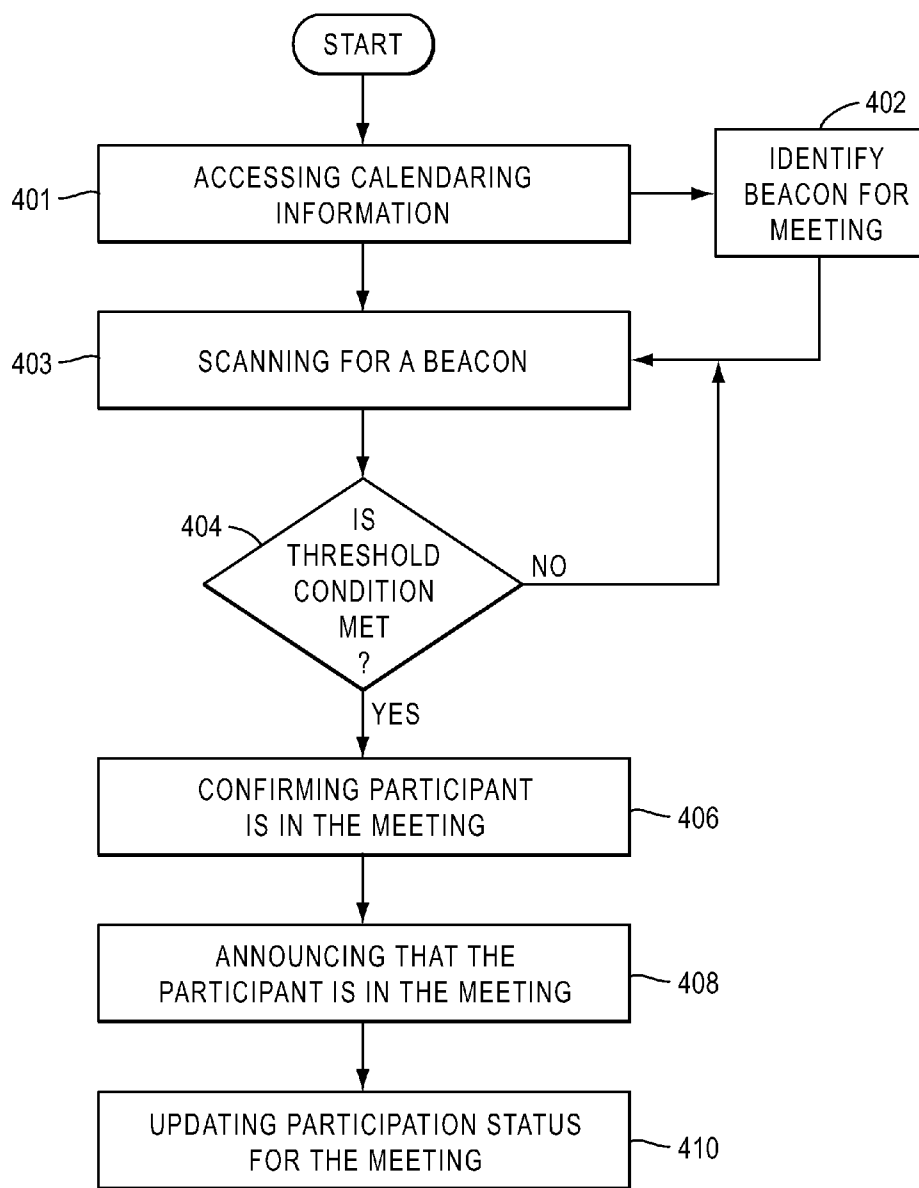 START
402
401
ACCESSING CALENDARING
INFORMATION
IDENTIFY
BEACON FOR
MEETING
403
SCANNING FOR A BEACON
404
IS
THRESHOLD
CONDITION
MET
?
NO
YES
CONFIRMING PARTICIPANT
IS IN THE MEETING
406
ANNOUNCING THAT THE
PARTICIPANT IS IN THE MEETING
408
UPDATING PARTICIPATION STATUS
FOR THE MEETING
410